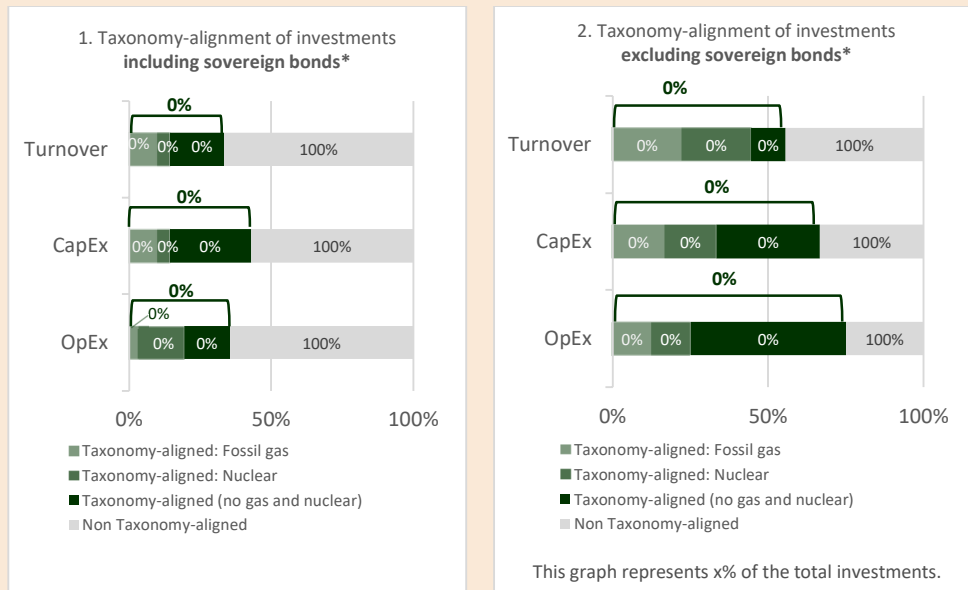 1. Taxonomy-alignment of investments
including sovereign bonds*
0%
Turnover
0% 0% 0% 100%
0%
CapEx
0% 0% 0% 100%
0%
0%
OpEx
0% 0% 100%
0% 50% 100%
Taxonomy-aligned: Fossil gas
Taxonomy-aligned: Nuclear
Taxonomy-aligned (no gas and nuclear)
Non Taxonomy-aligned
2. Taxonomy-alignment of investments
excluding sovereign bonds*
0%
Turnover
0% 0% 0% 100%
0%
CapEx
0% 0% 0% 100%
0%
OpEx
0% 0% 0% 100%
0% 50% 100%
Taxonomy-aligned: Fossil gas
Taxonomy-aligned: Nuclear
Taxonomy-aligned (no gas and nuclear)
Non Taxonomy-aligned
This graph represents x% of the total investments.